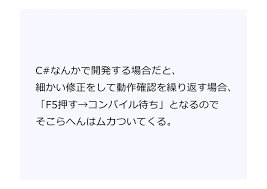 C#なんかで開発する場合だと、
細かい修正をして動作確認を繰り返す場合、
「F5押す→コンパイル待ち」となるので
そこらへんはムカついてくる。